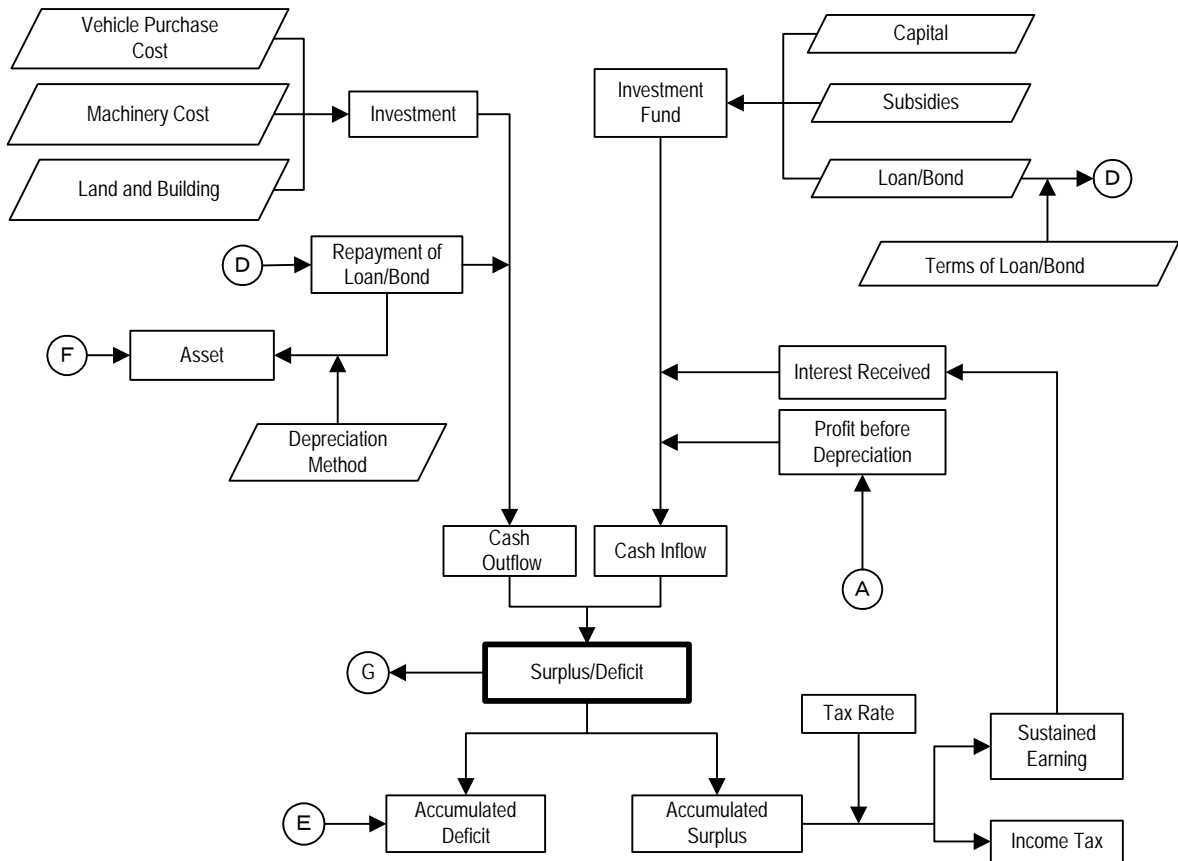 Vehicle Purchase
Cost
Machinery Cost
Land and Building
Investment
Investment
Fund
Capital
Subsidies
Loan/Bond
D
Terms of Loan/Bond
D
Repayment of
Loan/Bond
F
Asset
Depreciation
Method
Interest Received
Profit before
Depreciation
Cash
Outflow
Cash Inflow
A
G
Surplus/Deficit
Tax Rate
Sustained
Earning
E
Accumulated
Deficit
Accumulated
Surplus
Income Tax